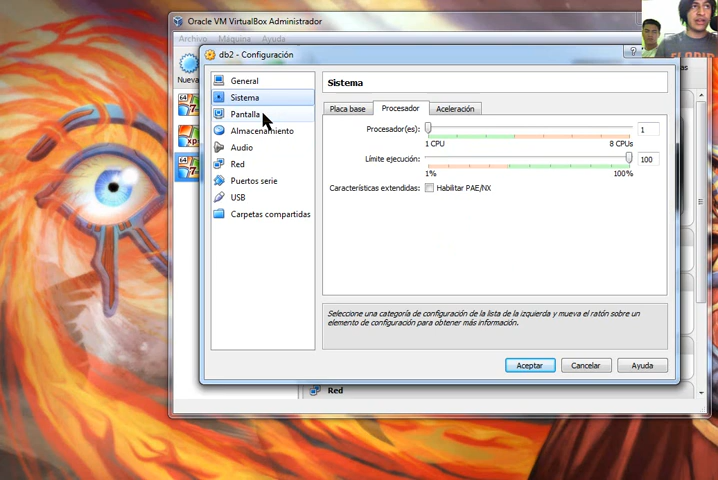 Oracle VM VirtualBox Administrador
Archivo Máquina Ayuda
Nueva
db2 - Configuración
General
Sistema
Pantalla
Almacenamiento
Audio
Red
Puertos serie
USB
Carpetas compartidas
Sistema
Placa base Procesador Aceleración
Procesador(es): 1
1 CPU 8 CPUs
Límite ejecución: 100
1% 100%
Características extendidas: Habilitar PAE/NX
Seleccione una categoría de configuración de la lista de la izquierda y mueva el ratón sobre un
elemento de configuración para obtener más información.
Aceptar Cancelar Ayuda
Red